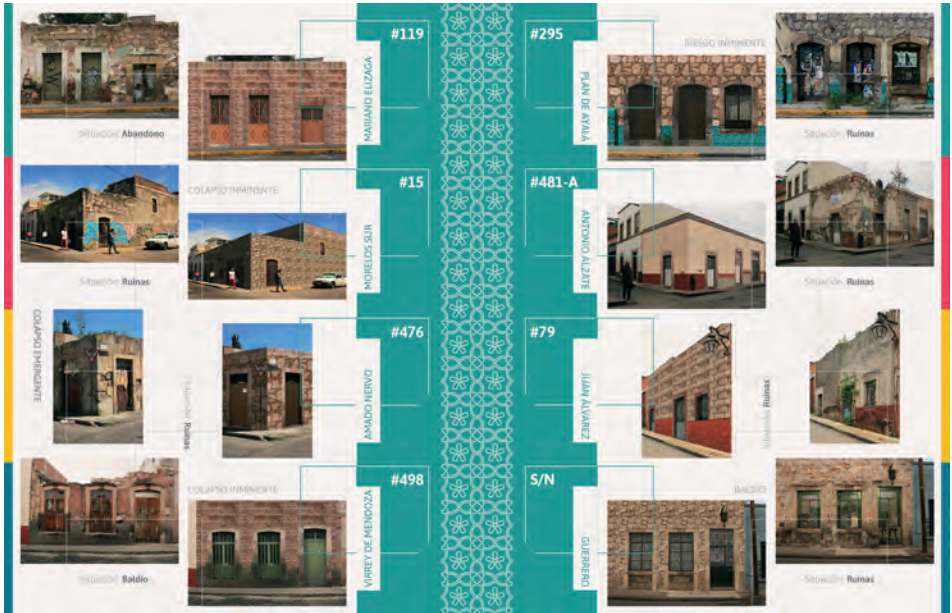 #119
MARIANO ELIZAGA
Situación: Abandono
#15
MORELOS SUR
COLAPSO INMINENTE
Situación: Ruinas
#476
AMADO NERVO
COLAPSO EMERGENTE
Situación: Ruinas
#498
VIRREY DE MENDOZA
COLAPSO INMINENTE
Situación: Baldío
#295
PLAN DE AYALA
RIESGO INMINENTE
Situación: Ruinas
#481-A
ANTONIO ALZATE
Situación: Ruinas
#79
JUAN ÁLVAREZ
Situación: Ruinas
S/N
GUERRERO
BALDÍO
Situación: Ruinas